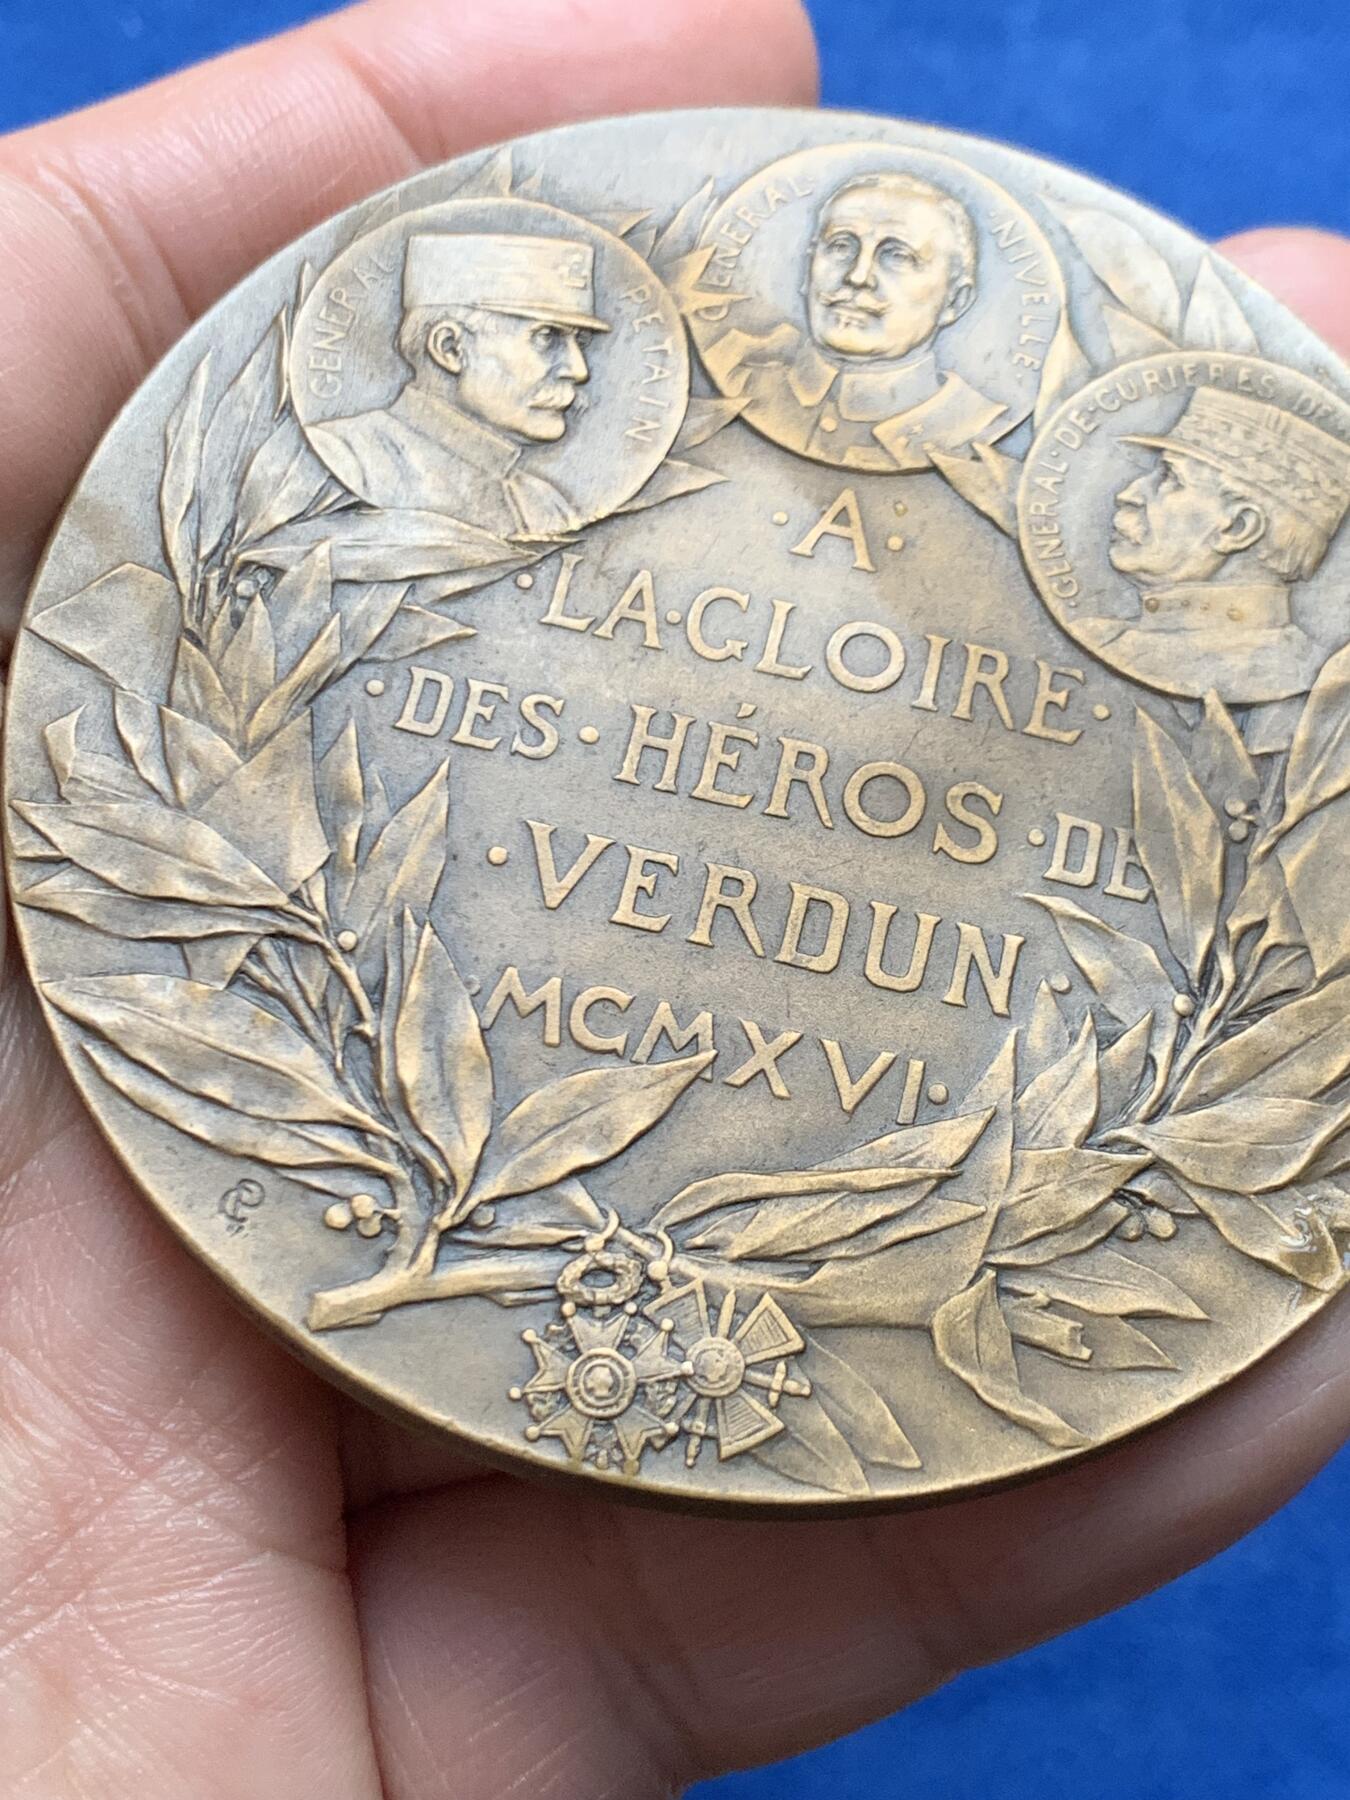 GENERAL PETAIN
GENERAL · NIVELLE ·
· GENERAL · DE · CURIERES DE
· A ·
· LA · GLOIRE ·
· DES · HÉROS · DE
· VERDUN ·
· MCMXVI ·